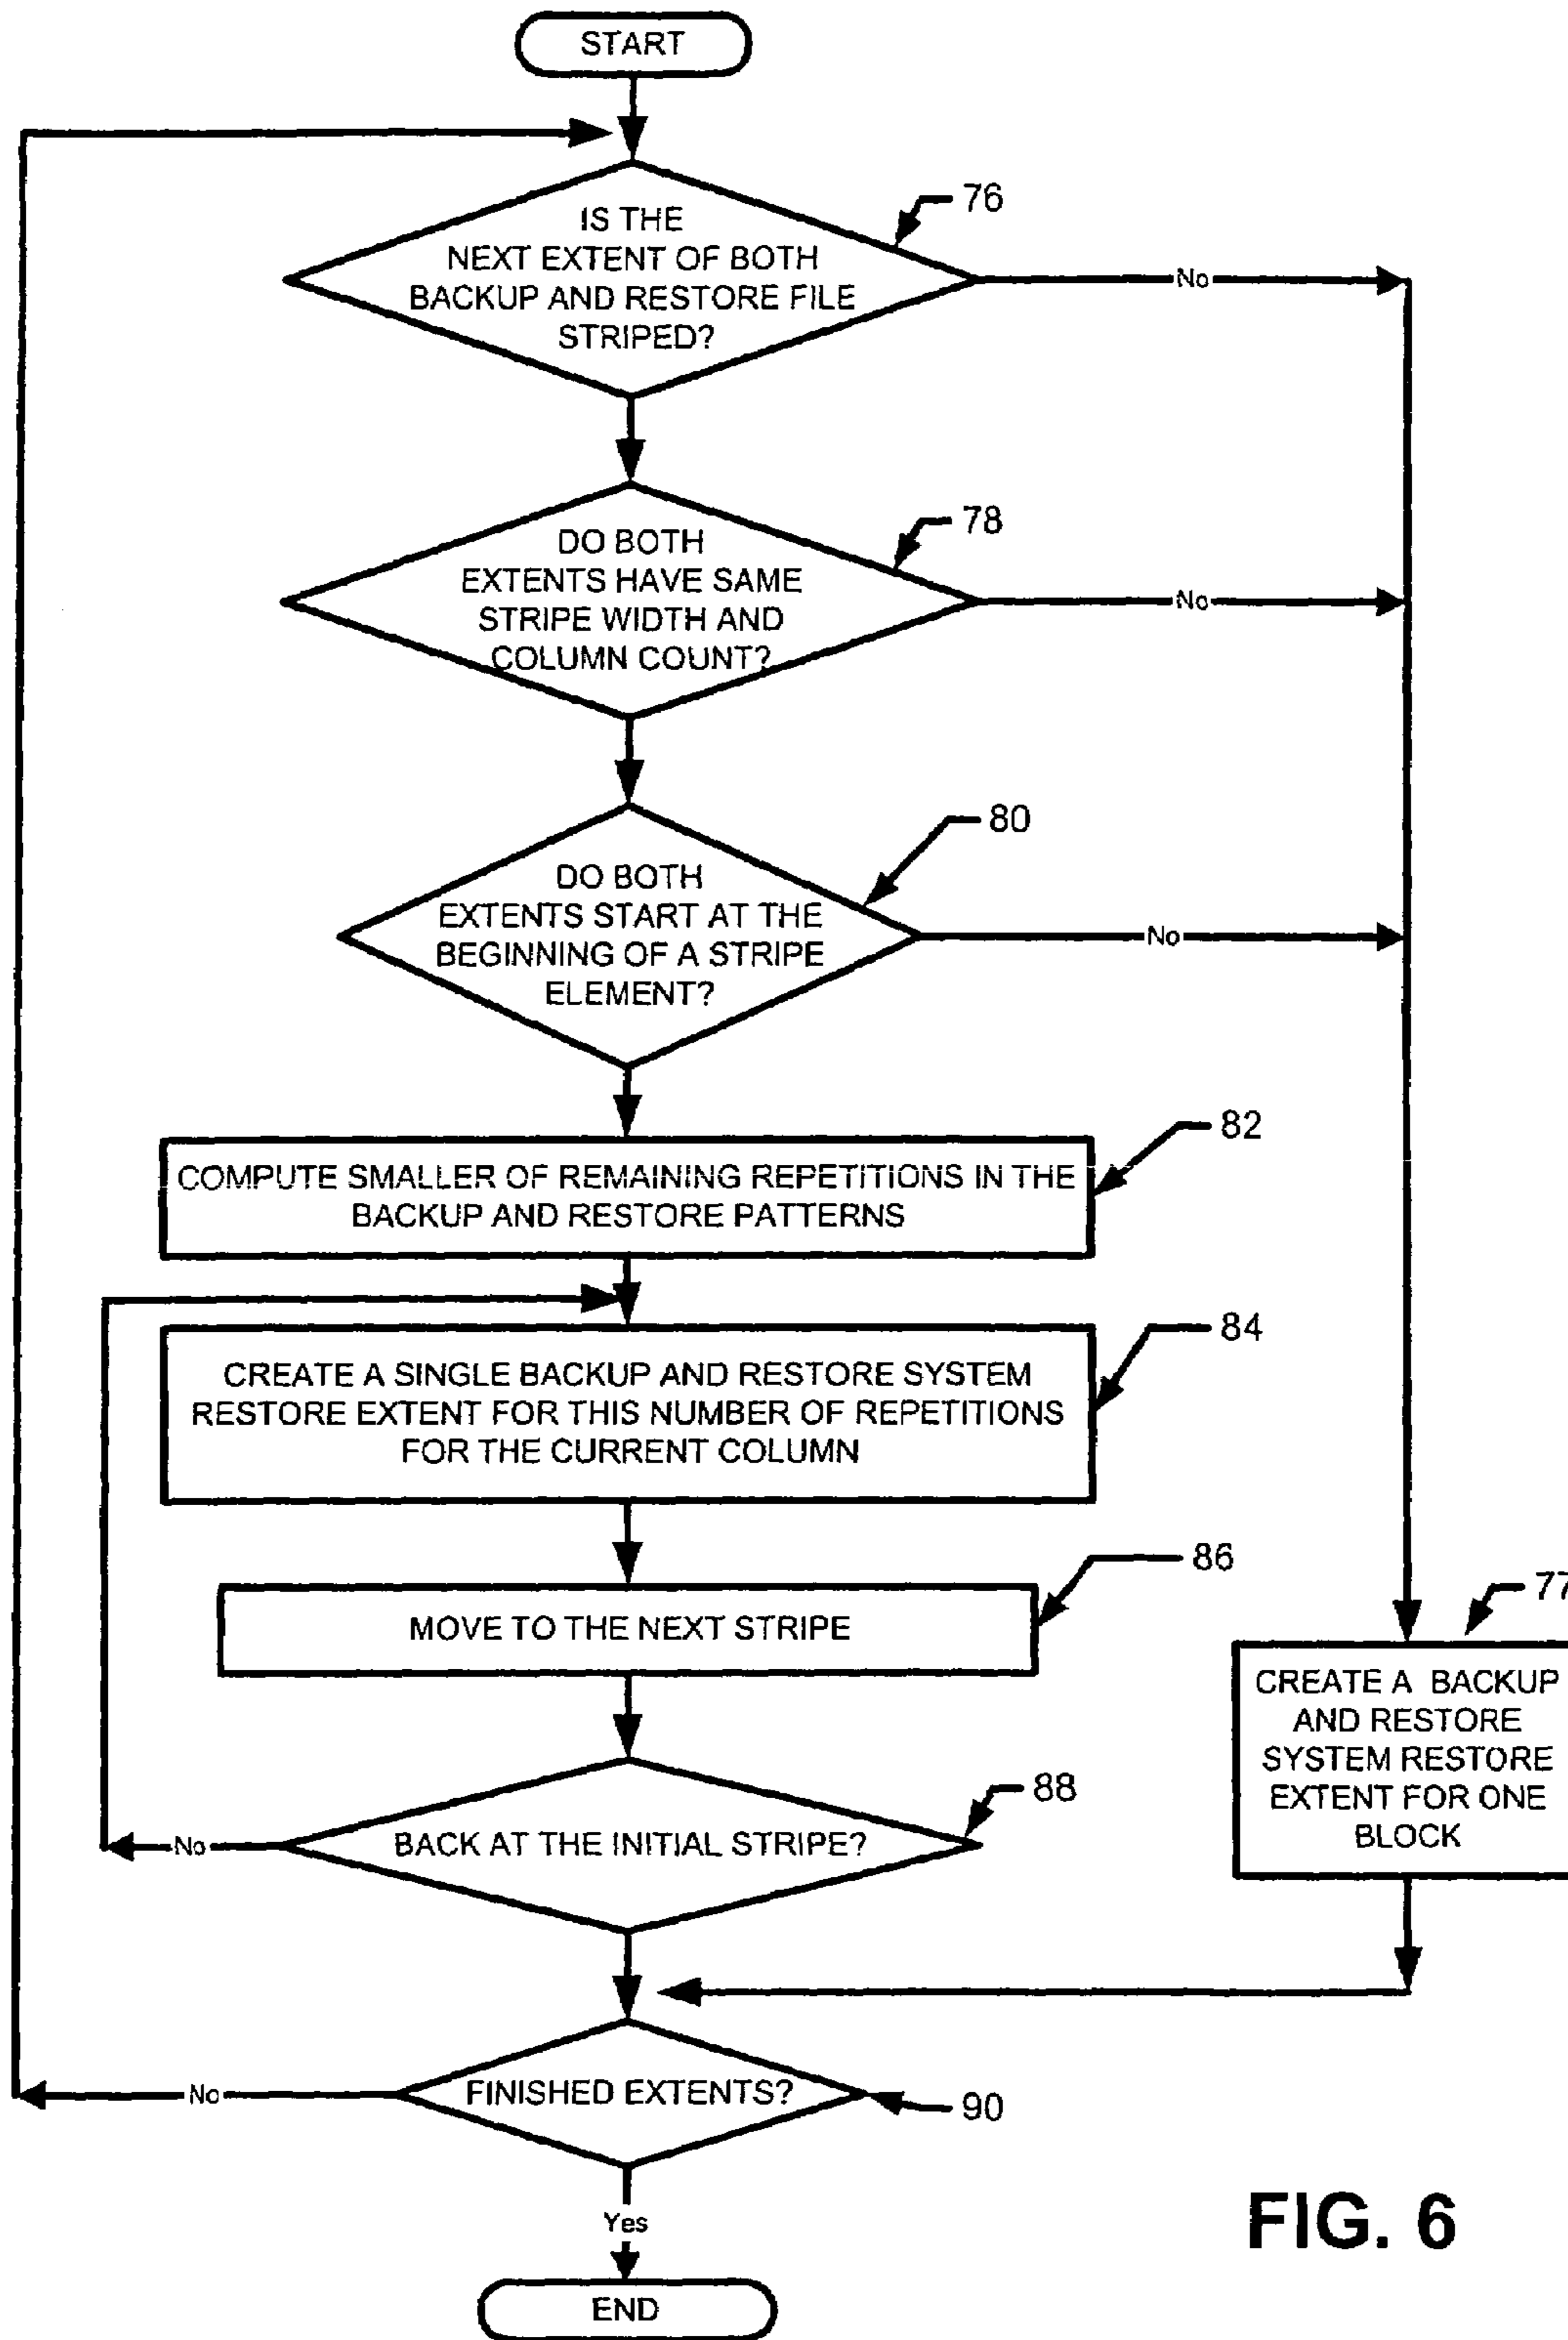 START
IS THE
NEXT EXTENT OF BOTH
BACKUP AND RESTORE FILE
STRIPED?
76
No
DO BOTH
EXTENTS HAVE SAME
STRIPE WIDTH AND
COLUMN COUNT?
78
No
DO BOTH
EXTENTS START AT THE
BEGINNING OF A STRIPE
ELEMENT?
80
No
COMPUTE SMALLER OF REMAINING REPETITIONS IN THE
BACKUP AND RESTORE PATTERNS
82
CREATE A SINGLE BACKUP AND RESTORE SYSTEM
RESTORE EXTENT FOR THIS NUMBER OF REPETITIONS
FOR THE CURRENT COLUMN
84
MOVE TO THE NEXT STRIPE
86
77
CREATE A BACKUP
AND RESTORE
SYSTEM RESTORE
EXTENT FOR ONE
BLOCK
BACK AT THE INITIAL STRIPE?
88
No
FINISHED EXTENTS?
90
No
Yes
END
FIG. 6